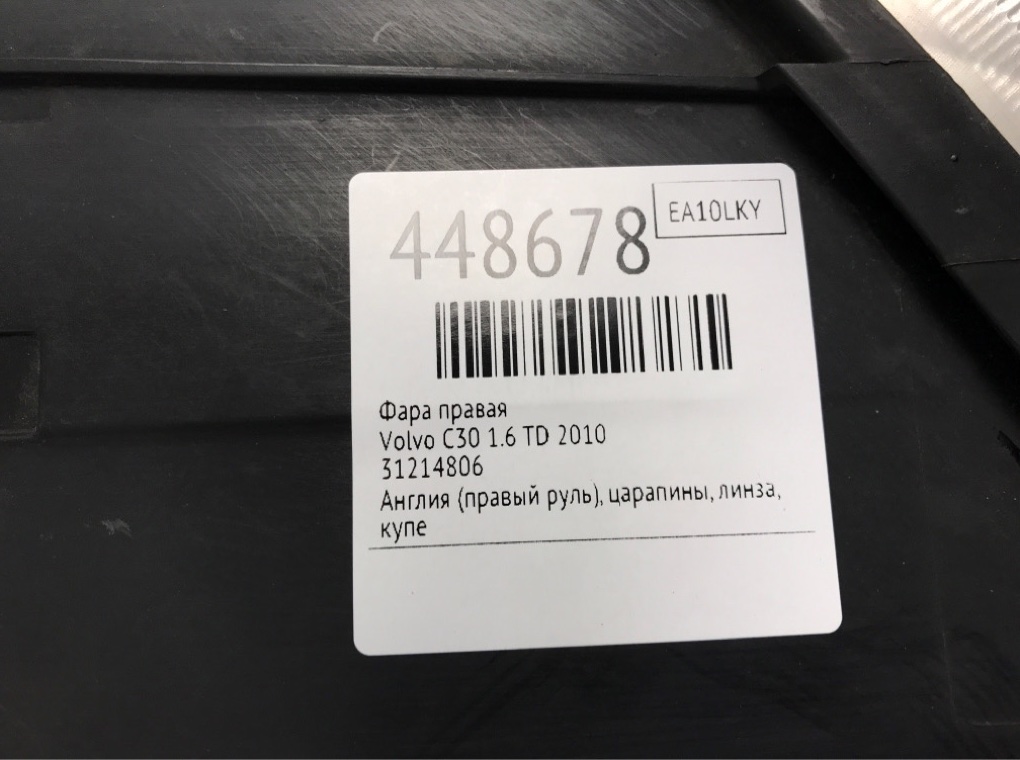 448678
EA10LKY
Фара правая
Volvo C30 1.6 TD 2010
31214806
Англия (правый руль), царапины, линза,
купе